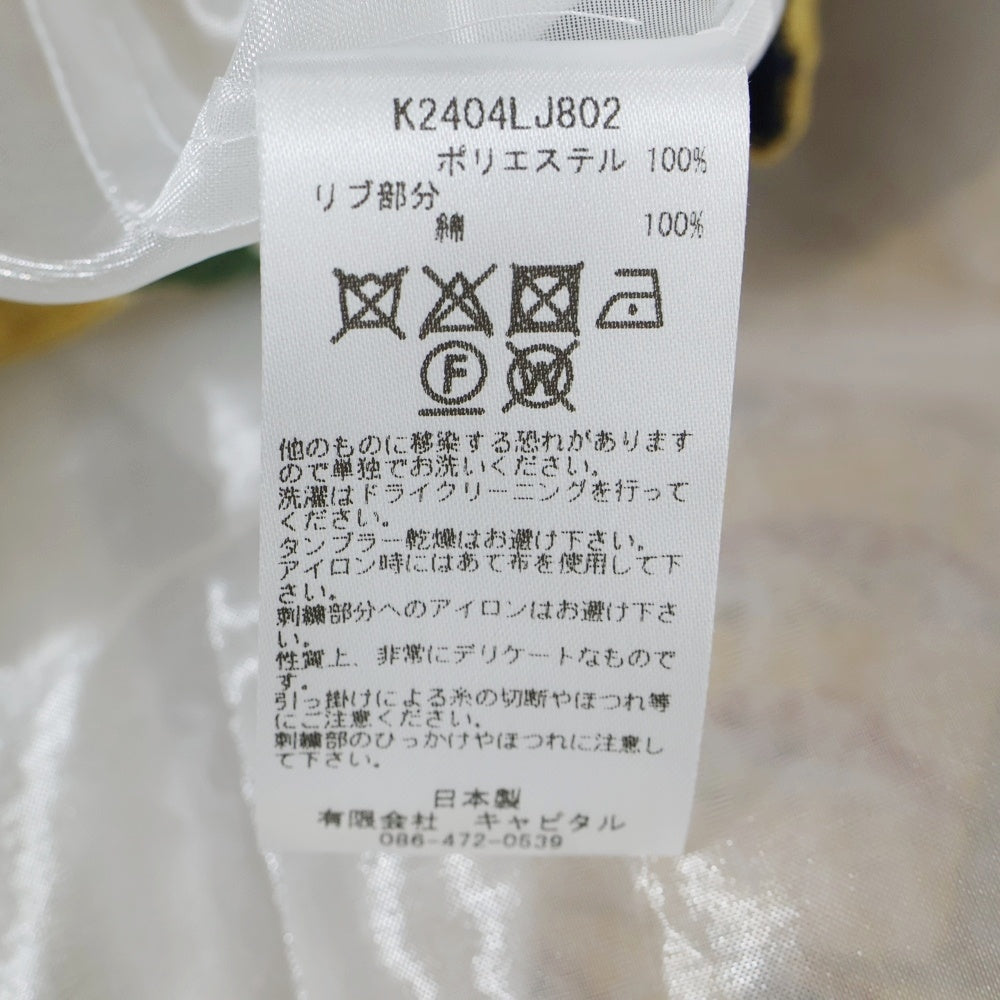 K2404LJ802
ポリエステル 100%
リブ部分
綿 100%
F
W
他のものに移染する恐れがあります
ので単独でお洗いください。
洗濯はドライクリーニングを行って
ください。
タンブラー乾燥はお避け下さい。
アイロン時にはあて布を使用して下
さい。
刺繍部分へのアイロンはお避け下さ
い。
性質上、非常にデリケートなもので
す。
引っ掛けによる糸の切断やほつれ等
にご注意ください。
刺繍部のひっかけやほつれに注意し
て下さい。
日本製
有限会社 キャピタル
086-472-0539